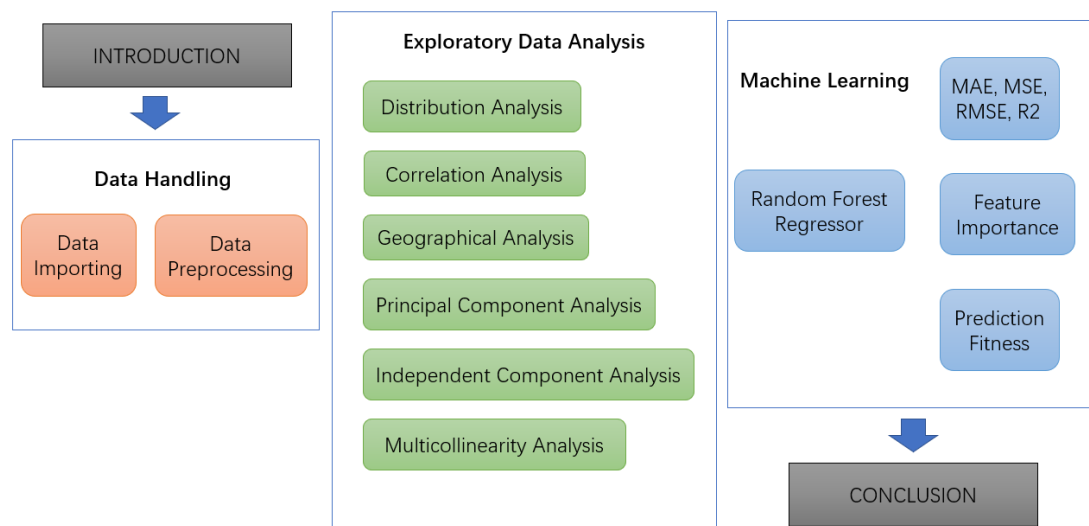 INTRODUCTION
Data Handling
Data
Importing
Data
Preprocessing
Exploratory Data Analysis
Distribution Analysis
Correlation Analysis
Geographical Analysis
Principal Component Analysis
Independent Component Analysis
Multicollinearity Analysis
Machine Learning
MAE, MSE,
RMSE, R2
Random Forest
Regressor
Feature
Importance
Prediction
Fitness
CONCLUSION